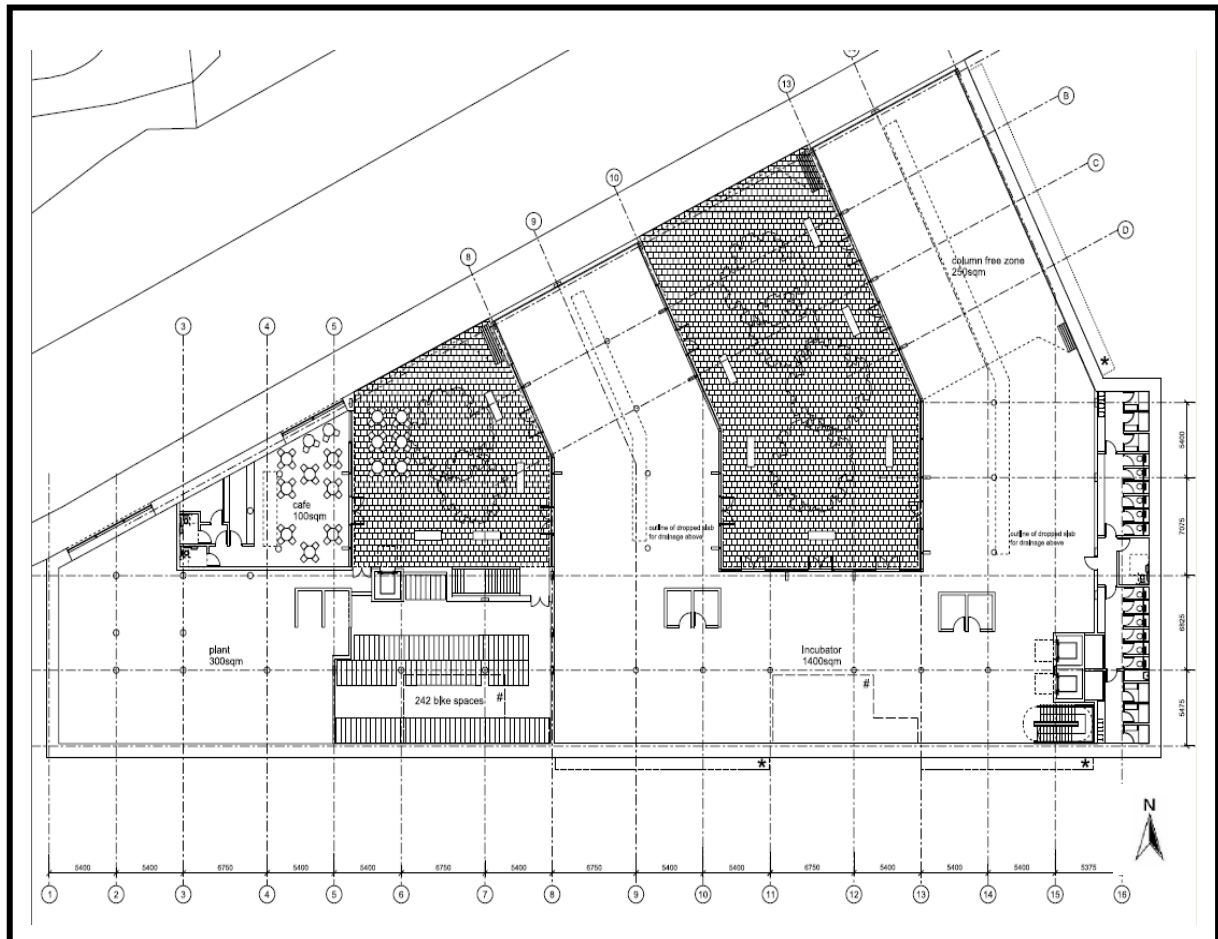 13
B
10
C
9
D
8
column free zone
250sqm
3
4
5
*
5400
cafe
100sqm
7075
outline of dropped slab
for drainage above
outline of dropped slab
for drainage above
6825
plant
300sqm
Incubator
1400sqm
242 bike spaces
#
#
5475
*
*
N
5400
5400
6750
5400
5400
6750
5400
6750
5400
5400
6750
5400
5400
5400
5375
1
2
3
4
5
6
7
8
9
10
11
12
13
14
15
16